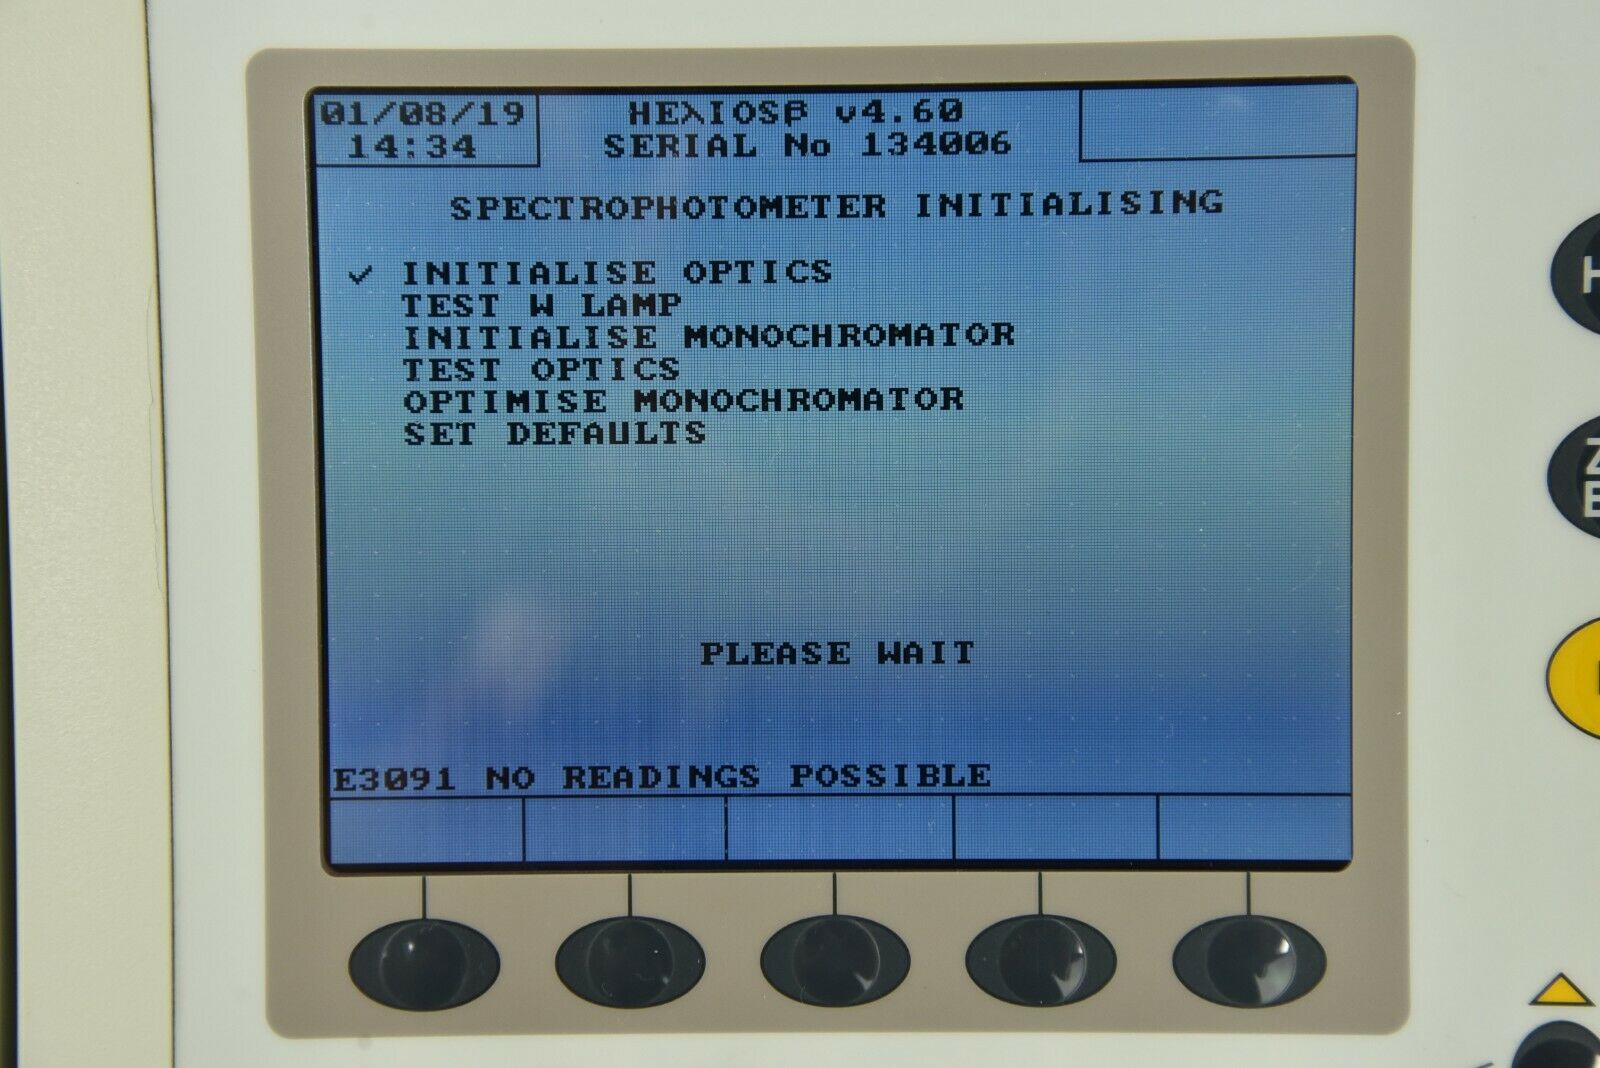 01/08/19
14:34
HEλIOSβ v4.60
SERIAL No 134006
SPECTROPHOTOMETER INITIALISING
✓ INITIALISE OPTICS
TEST W LAMP
INITIALISE MONOCHROMATOR
TEST OPTICS
OPTIMISE MONOCHROMATOR
SET DEFAULTS
PLEASE WAIT
E3091 NO READINGS POSSIBLE